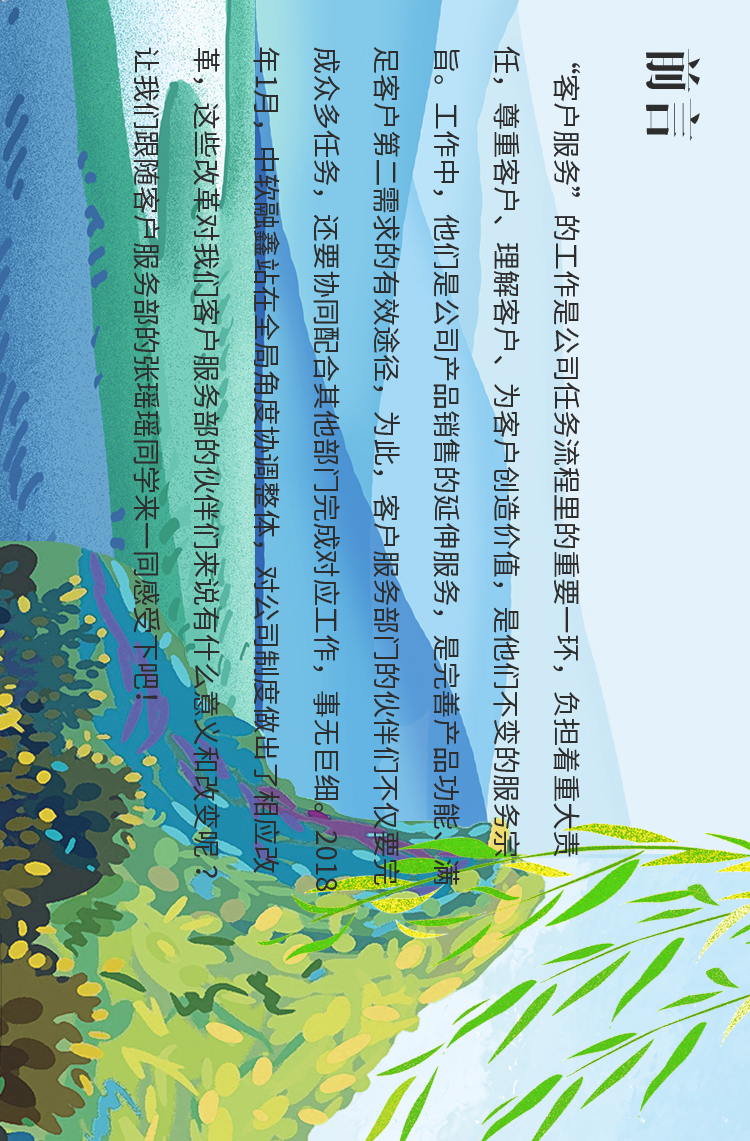 前言
“客户服务”的工作是公司任务流程里的重要一环，负担着重大责
任，尊重客户、理解客户、为客户创造价值，是他们不变的服务宗
旨。工作中，他们是公司产品销售的延伸服务，是完善产品功能、满
足客户第二需求的有效途径，为此，客户服务部门的伙伴们不仅要完
成众多任务，还要协同配合其他部门完成对应工作，事无巨细。2018
年1月，中软融鑫站在全局角度协调整体，对公司制度做出了相应改
革，这些改革对我们客户服务部的伙伴们来说有什么意义和改变呢？
让我们跟随客户服务部的张瑶瑶同学来一同感受下吧！